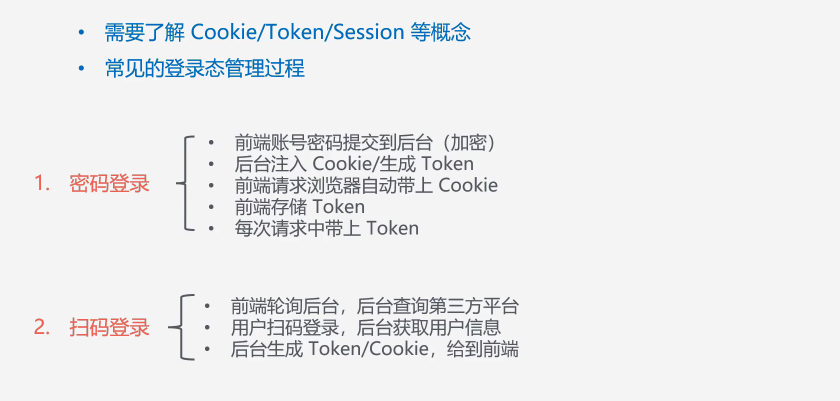 • 需要了解 Cookie/Token/Session 等概念
• 常见的登录态管理过程
• 前端账号密码提交到后台（加密）
• 后台注入 Cookie/生成 Token
1. 密码登录
• 前端请求浏览器自动带上 Cookie
• 前端存储 Token
• 每次请求中带上 Token
• 前端轮询后台，后台查询第三方平台
2. 扫码登录
• 用户扫码登录，后台获取用户信息
• 后台生成 Token/Cookie，给到前端